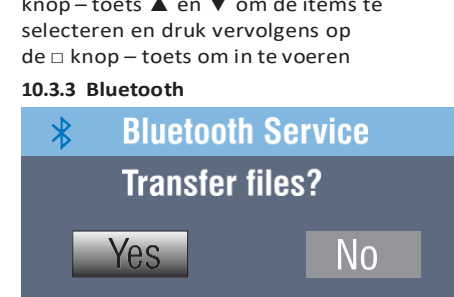 knop – toets ▲ en ▼ om de items te
selecteren en druk vervolgens op
de □ knop – toets om in te voeren
10.3.3 Bluetooth
Bluetooth Service
Transfer files?
Yes No